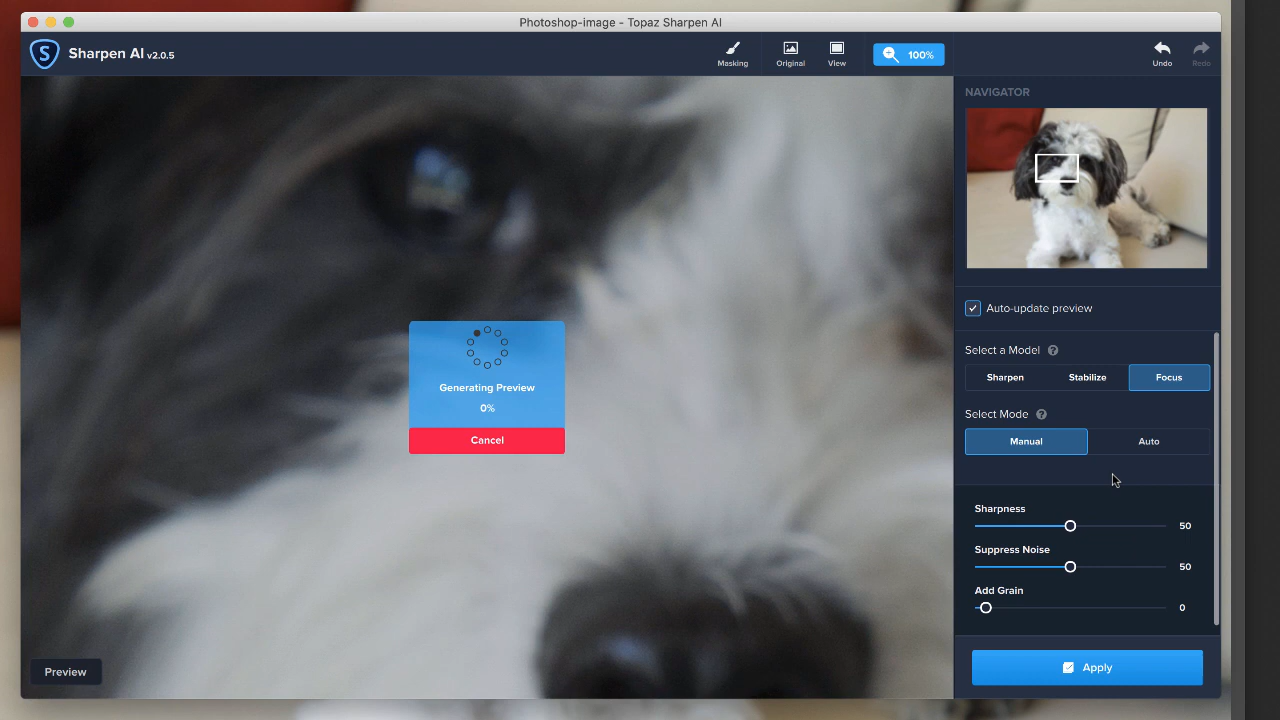 Photoshop-image - Topaz Sharpen AI
S Sharpen AI v2.0.5
Masking Original View 100% Undo Redo
NAVIGATOR
Auto-update preview
Select a Model ?
Sharpen Stabilize Focus
Select Mode ?
Manual Auto
Generating Preview
0%
Cancel
Sharpness
50
Suppress Noise
50
Add Grain
0
Preview
Apply